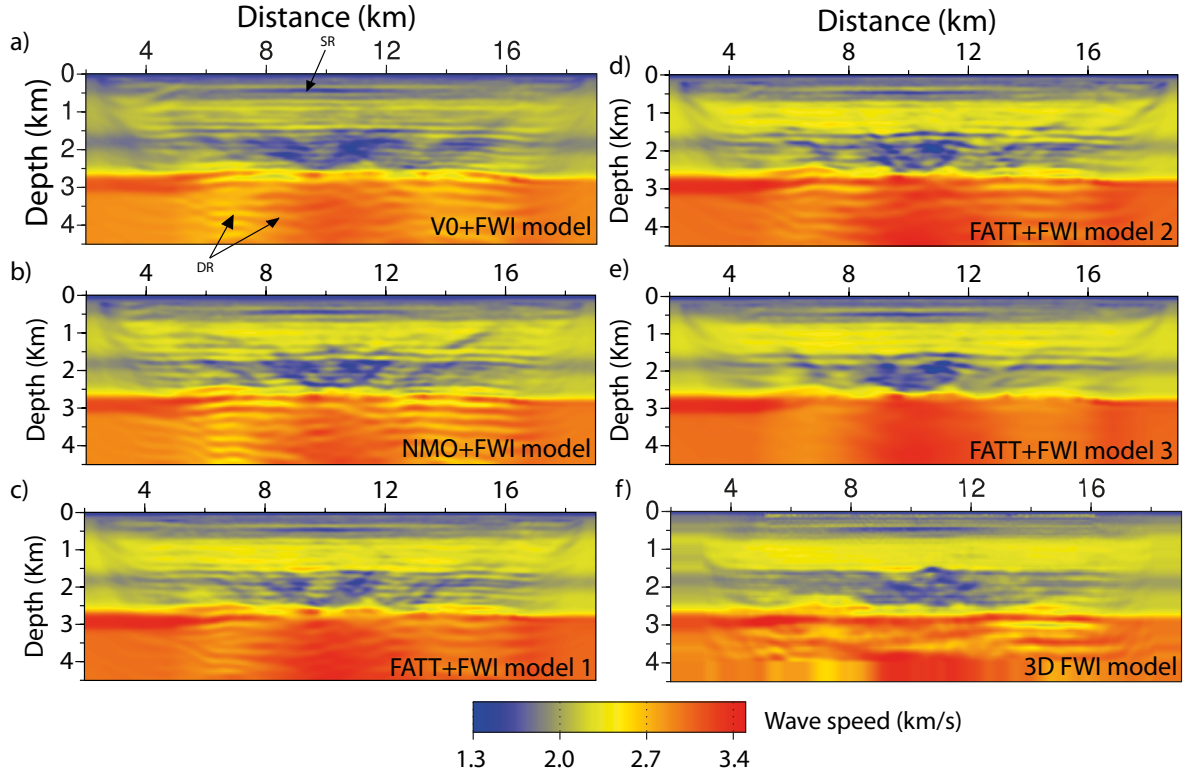 Distance (km)
a)
4 8 12 16
SR
0
1
2
3
4
Depth (km)
DR
V0+FWI model
b)
4 8 12 16
0
1
2
3
4
Depth (Km)
NMO+FWI model
c)
4 8 12 16
0
1
2
3
4
Depth (Km)
FATT+FWI model 1
Distance (km)
d)
4 8 12 16
0
1
2
3
4
Depth (Km)
FATT+FWI model 2
e)
4 8 12 16
0
1
2
3
4
Depth (Km)
FATT+FWI model 3
f)
4 8 12 16
0
1
2
3
4
Depth (Km)
3D FWI model
Wave speed (km/s)
1.3 2.0 2.7 3.4